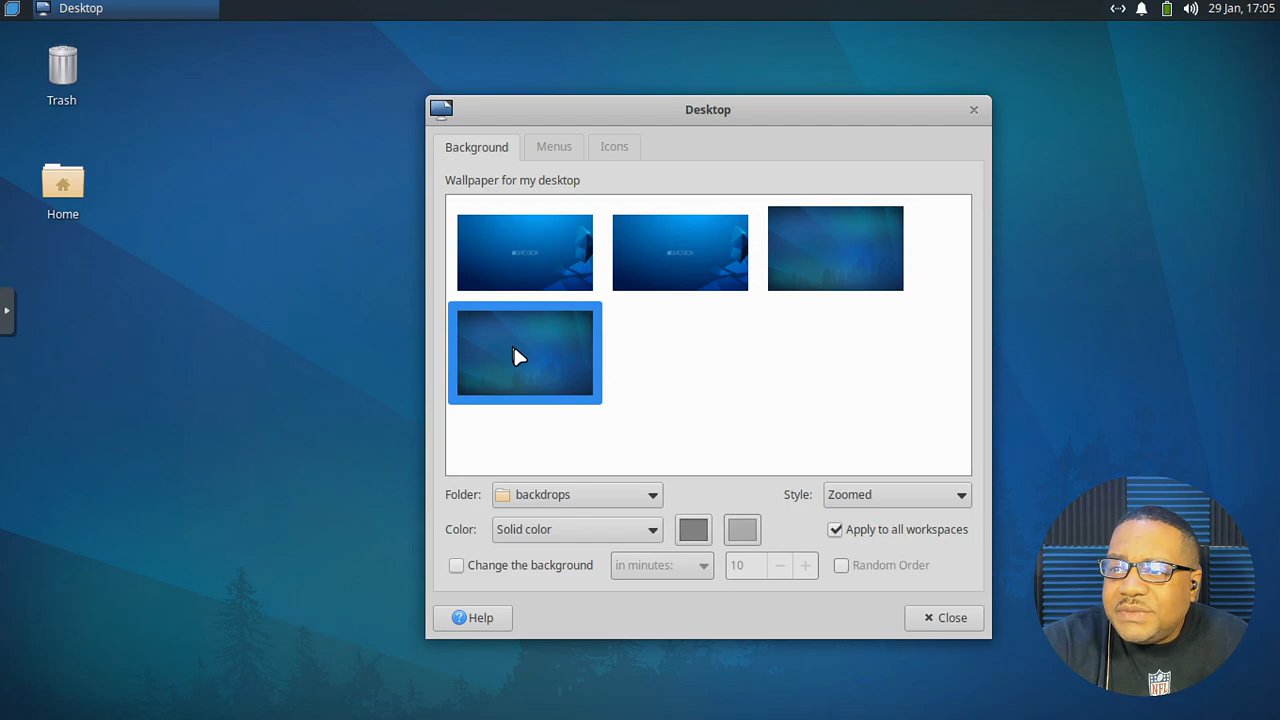 Desktop
29 Jan, 17:05
Trash
Home
Desktop
Background
Menus
Icons
Wallpaper for my desktop
Folder:
backdrops
Style:
Zoomed
Color:
Solid color
Apply to all workspaces
Change the background
in minutes:
10
Random Order
Help
Close
NFL